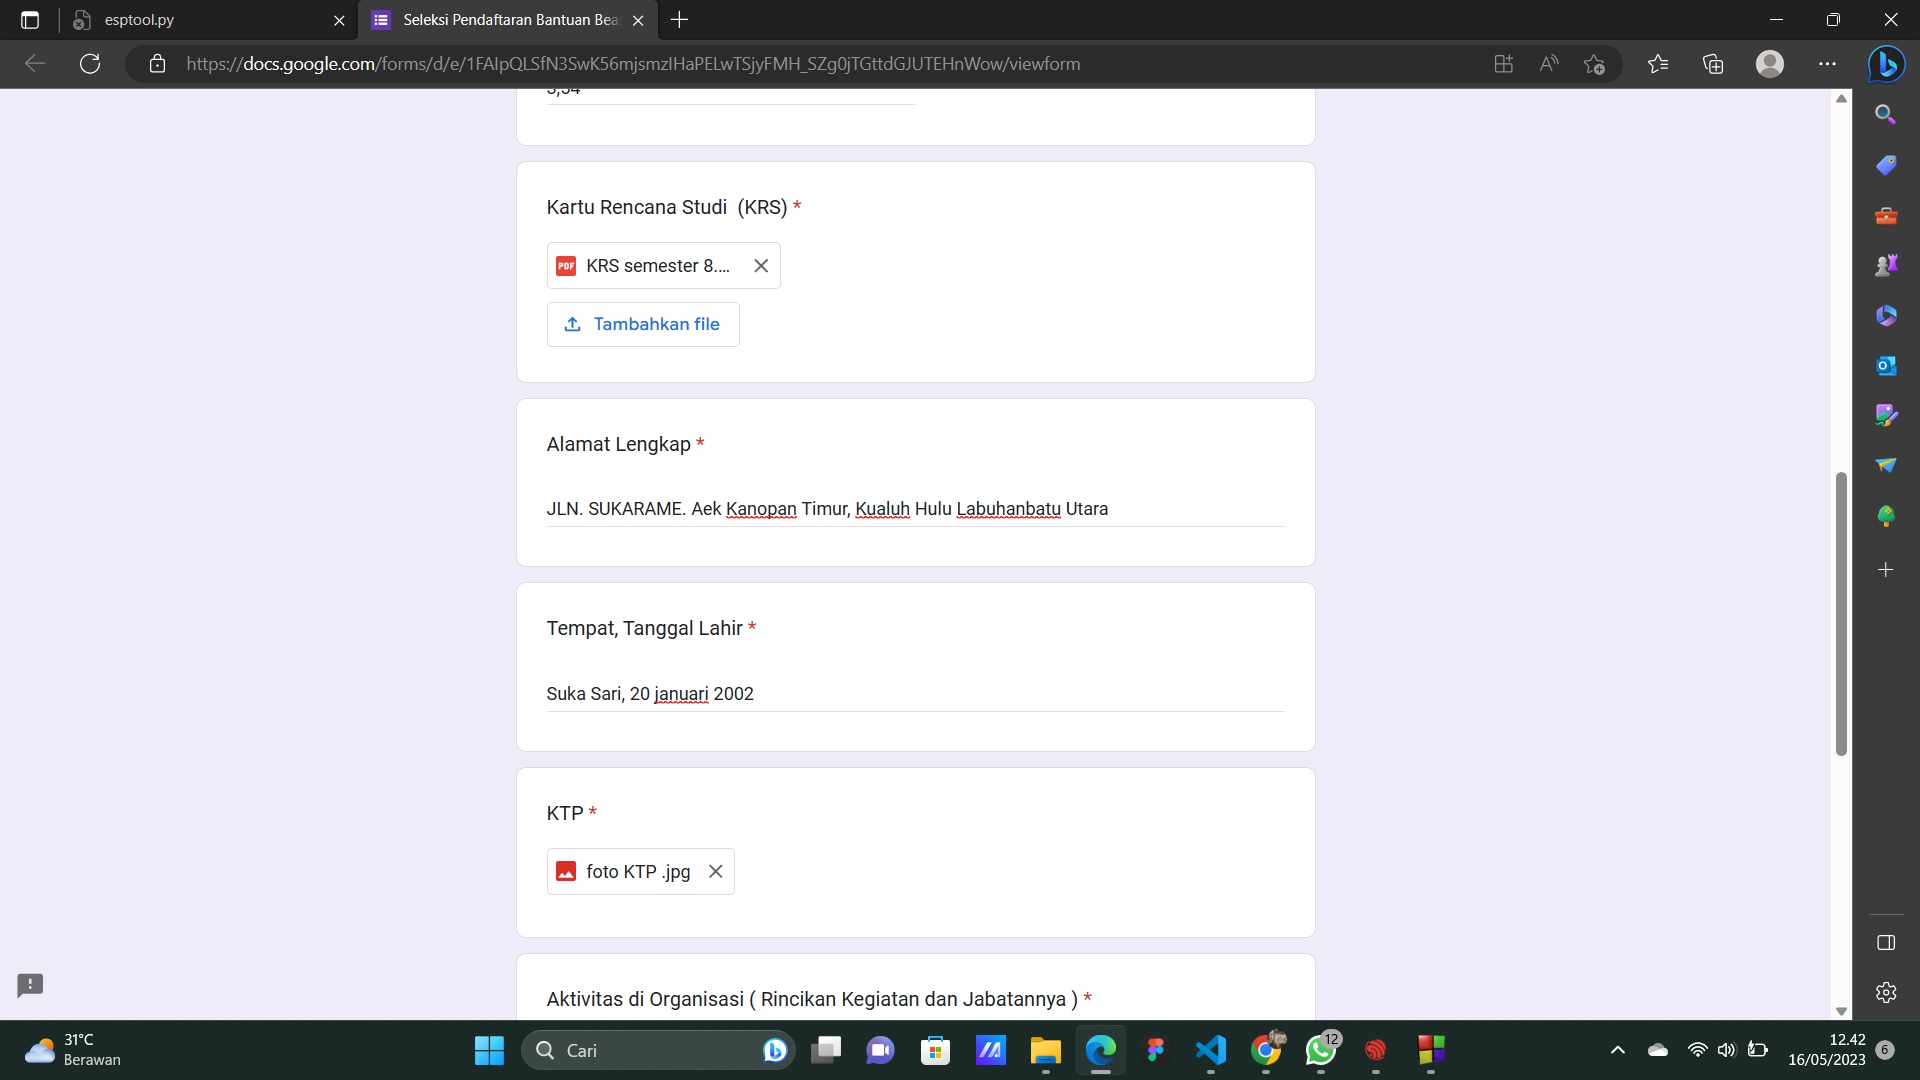 esptool.py
Seleksi Pendaftaran Bantuan Bea
https://docs.google.com/forms/d/e/1FAIpQLSfN3SwK56mjsmzIHaPELwTSjyFMH_SZg0jTGttdGJUTEHnWow/viewform
3,54
Kartu Rencana Studi  (KRS) *
PDF KRS semester 8....
Tambahkan file
Alamat Lengkap *
JLN. SUKARAME. Aek Kanopan Timur, Kualuh Hulu Labuhanbatu Utara
Tempat, Tanggal Lahir *
Suka Sari, 20 januari 2002
KTP *
foto KTP .jpg
Aktivitas di Organisasi ( Rincikan Kegiatan dan Jabatannya ) *
31°C
Berawan
Cari
12
12.42
16/05/2023
6